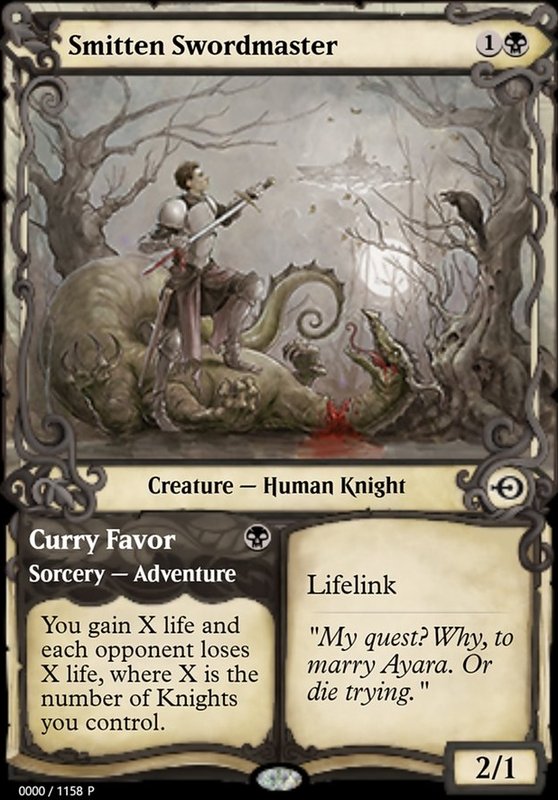 Smitten Swordmaster
1
Creature — Human Knight
Curry Favor
Sorcery — Adventure
You gain X life and
each opponent loses
X life, where X is the
number of Knights
you control.
Lifelink
"My quest? Why, to
marry Ayara. Or
die trying."
2/1
0000 / 1158 P